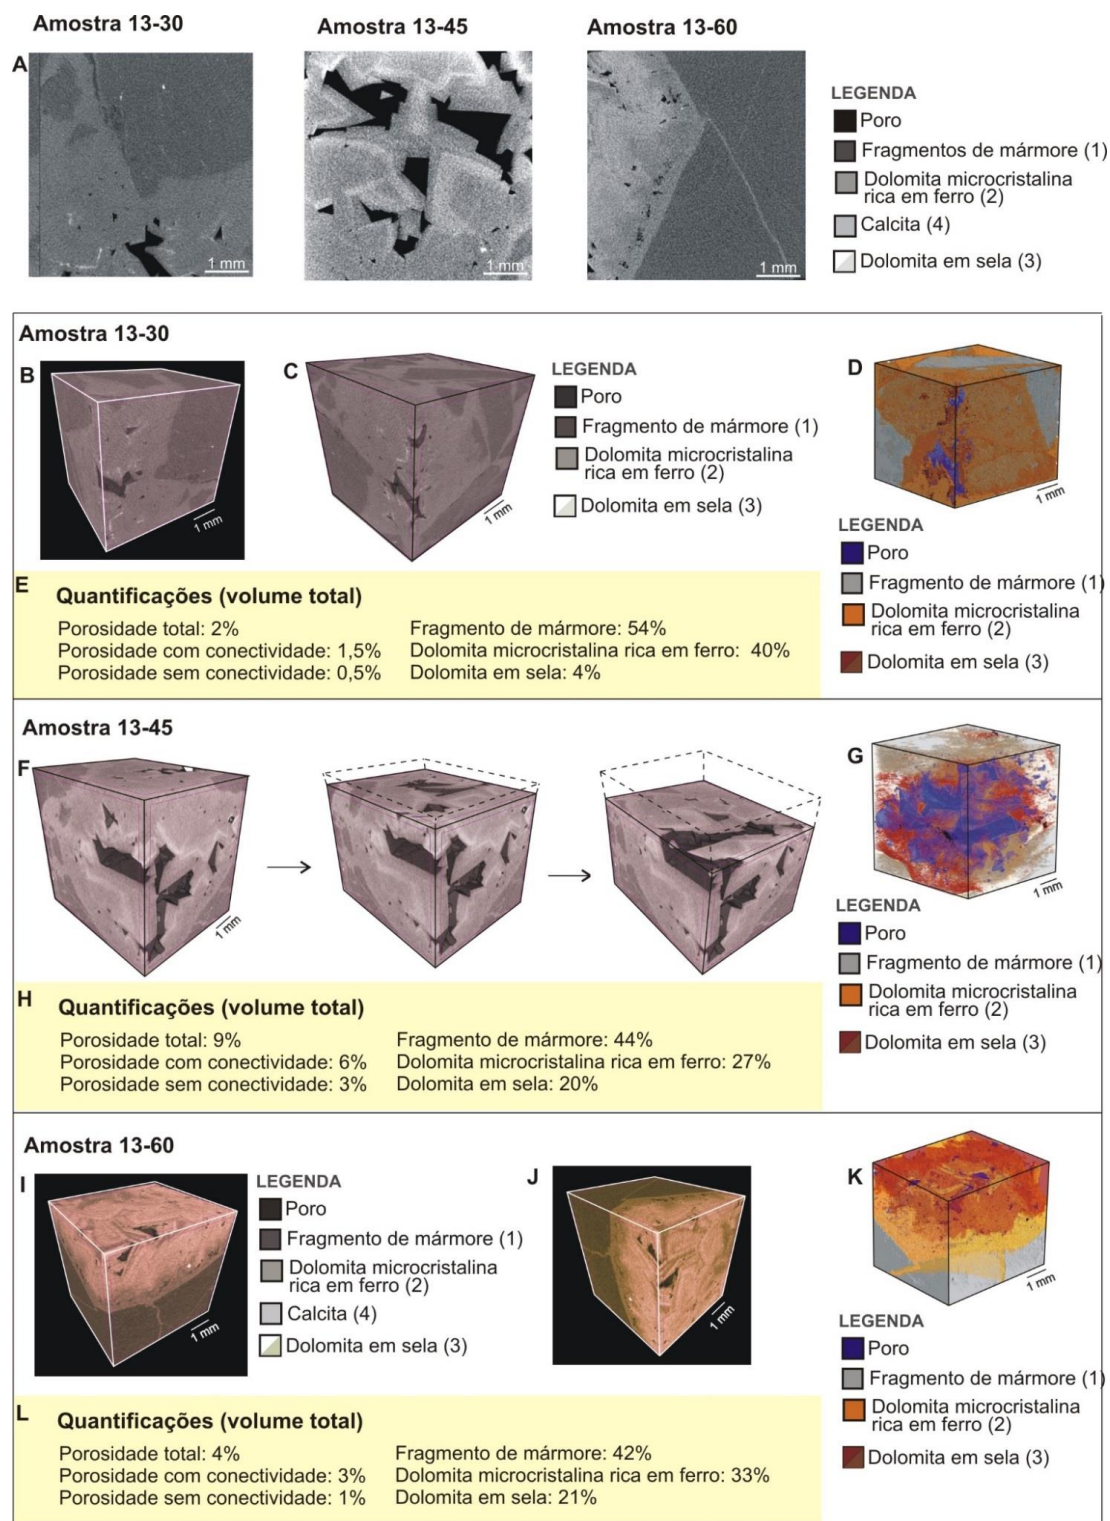 Amostra 13-30
Amostra 13-45
Amostra 13-60
A
1 mm
1 mm
1 mm
LEGENDA
Poro
Fragmentos de mármore (1)
Dolomita microcristalina
rica em ferro (2)
Calcita (4)
Dolomita em sela (3)
Amostra 13-30
B
1 mm
C
1 mm
LEGENDA
Poro
Fragmento de mármore (1)
Dolomita microcristalina
rica em ferro (2)
Dolomita em sela (3)
D
1 mm
LEGENDA
Poro
Fragmento de mármore (1)
Dolomita microcristalina
rica em ferro (2)
Dolomita em sela (3)
E
Quantificações (volume total)
Porosidade total: 2%
Porosidade com conectividade: 1,5%
Porosidade sem conectividade: 0,5%
Fragmento de mármore: 54%
Dolomita microcristalina rica em ferro: 40%
Dolomita em sela: 4%
Amostra 13-45
F
1 mm
G
1 mm
LEGENDA
Poro
Fragmento de mármore (1)
Dolomita microcristalina
rica em ferro (2)
Dolomita em sela (3)
H
Quantificações (volume total)
Porosidade total: 9%
Porosidade com conectividade: 6%
Porosidade sem conectividade: 3%
Fragmento de mármore: 44%
Dolomita microcristalina rica em ferro: 27%
Dolomita em sela: 20%
Amostra 13-60
I
1 mm
LEGENDA
Poro
Fragmento de mármore (1)
Dolomita microcristalina
rica em ferro (2)
Calcita (4)
Dolomita em sela (3)
J
1 mm
K
1 mm
LEGENDA
Poro
Fragmento de mármore (1)
Dolomita microcristalina
rica em ferro (2)
Dolomita em sela (3)
L
Quantificações (volume total)
Porosidade total: 4%
Porosidade com conectividade: 3%
Porosidade sem conectividade: 1%
Fragmento de mármore: 42%
Dolomita microcristalina rica em ferro: 33%
Dolomita em sela: 21%